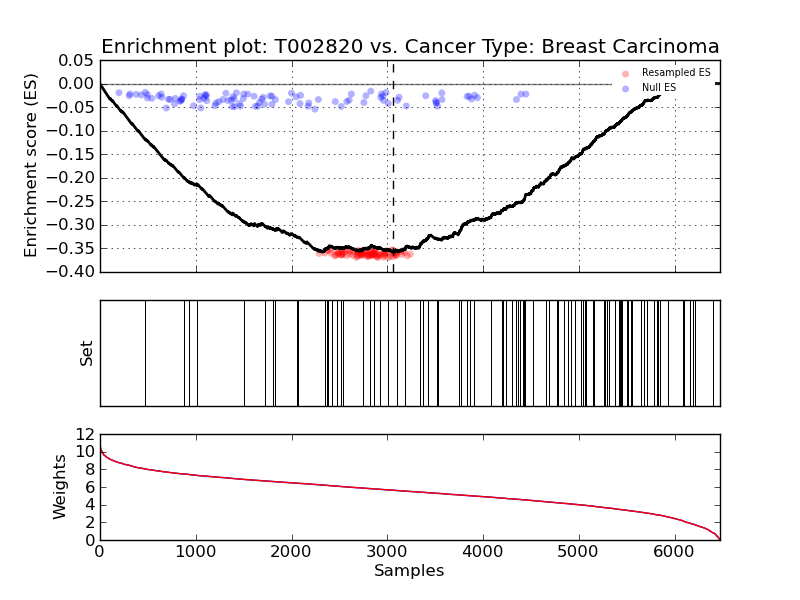 Enrichment plot: T002820 vs. Cancer Type: Breast Carcinoma
Enrichment score (ES)
0.05
0.00
−0.05
−0.10
−0.15
−0.20
−0.25
−0.30
−0.35
−0.40
Resampled ES
Null ES
Set
Weights
12
10
8
6
4
2
0
0 1000 2000 3000 4000 5000 6000
Samples